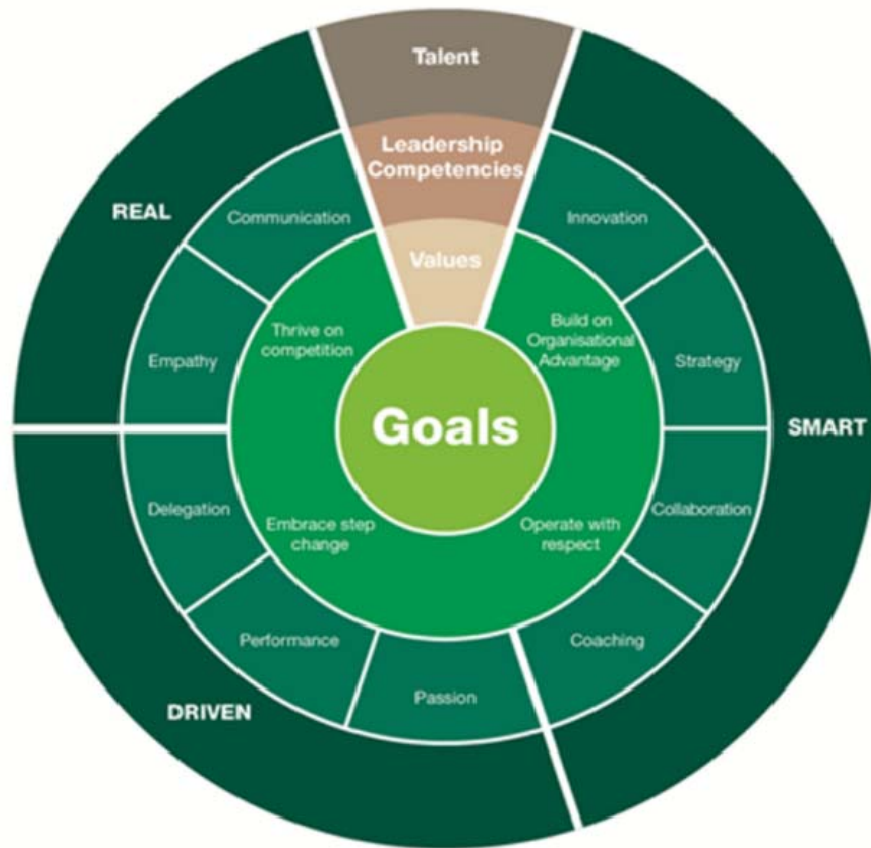 Talent
Leadership
Competencies
Values
REAL
Communication
Innovation
Thrive on
competition
Build on
Organisational
Advantage
Empathy
Strategy
Goals
SMART
Delegation
Collaboration
Embrace step
change
Operate with
respect
Performance
Coaching
Passion
DRIVEN